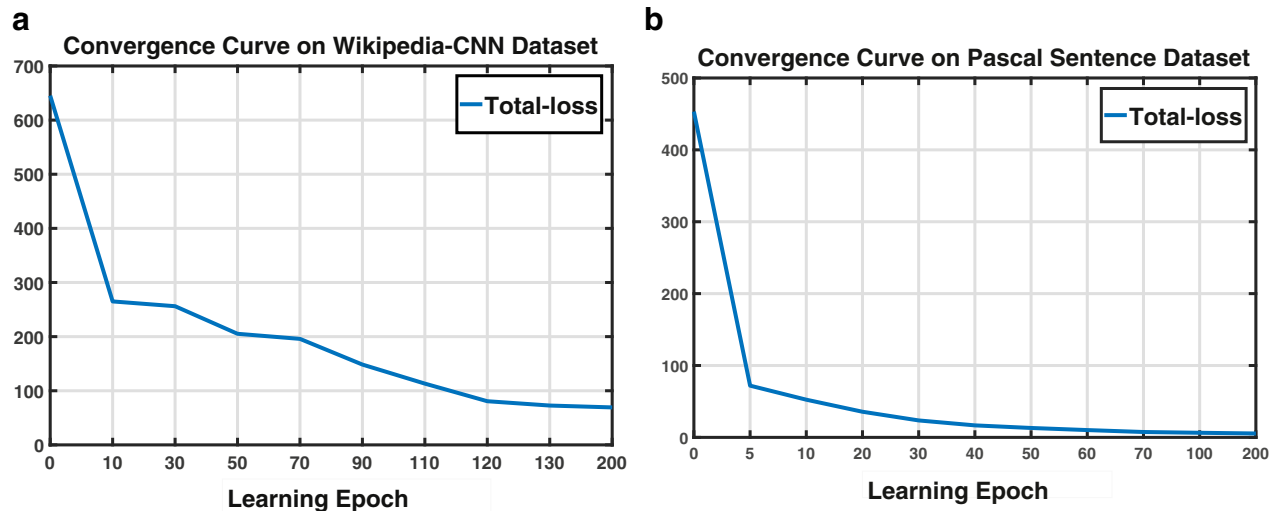 a
Convergence Curve on Wikipedia-CNN Dataset
700
600
500
400
300
200
100
0
Total-loss
0 10 30 50 70 90 110 120 130 200
Learning Epoch
b
Convergence Curve on Pascal Sentence Dataset
500
400
300
200
100
0
Total-loss
0 5 10 20 30 40 50 60 70 100 200
Learning Epoch